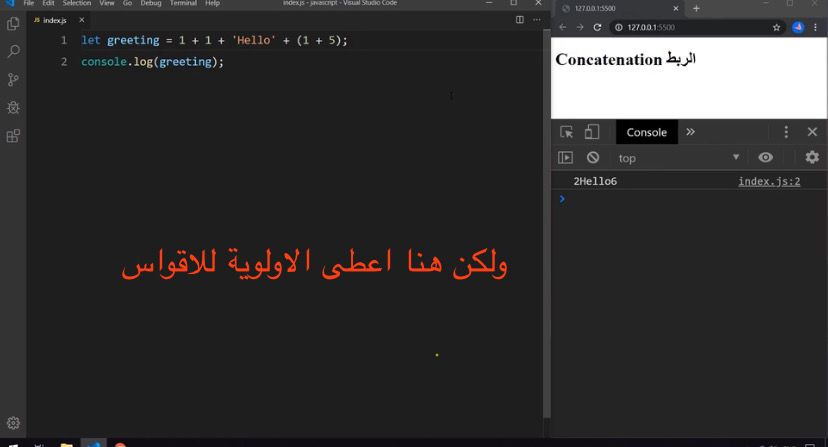 File Edit Selection View Go Debug Terminal Help
index.js - javascript - Visual Studio Code
JS index.js
1 let greeting = 1 + 1 + 'Hello' + (1 + 5);
2 console.log(greeting);
ولكن هنا اعطى الاولوية للاقواس
127.0.0.1:5500
127.0.0.1:5500
Concatenation الربط
Console
top
2Hello6 index.js:2